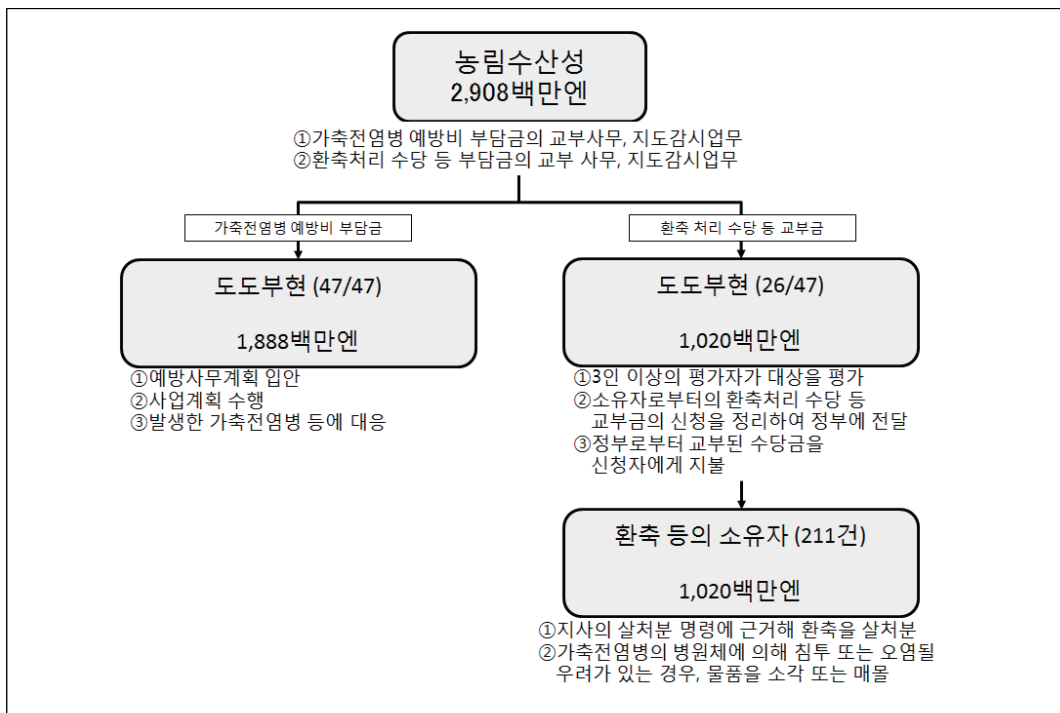 농림수산성
2,908백만엔
①가축전염병 예방비 부담금의 교부사무, 지도감시업무
②환축처리 수당 등 부담금의 교부 사무, 지도감시업무
가축전염병 예방비 부담금
도도부현 (47/47)
1,888백만엔
①예방사무계획 입안
②사업계획 수행
③발생한 가축전염병 등에 대응
환축 처리 수당 등 교부금
도도부현 (26/47)
1,020백만엔
①3인 이상의 평가자가 대상을 평가
②소유자로부터의 환축처리 수당 등
교부금의 신청을 정리하여 정부에 전달
③정부로부터 교부된 수당금을
신청자에게 지불
환축 등의 소유자 (211건)
1,020백만엔
①지사의 살처분 명령에 근거해 환축을 살처분
②가축전염병의 병원체에 의해 침투 또는 오염될
우려가 있는 경우, 물품을 소각 또는 매몰